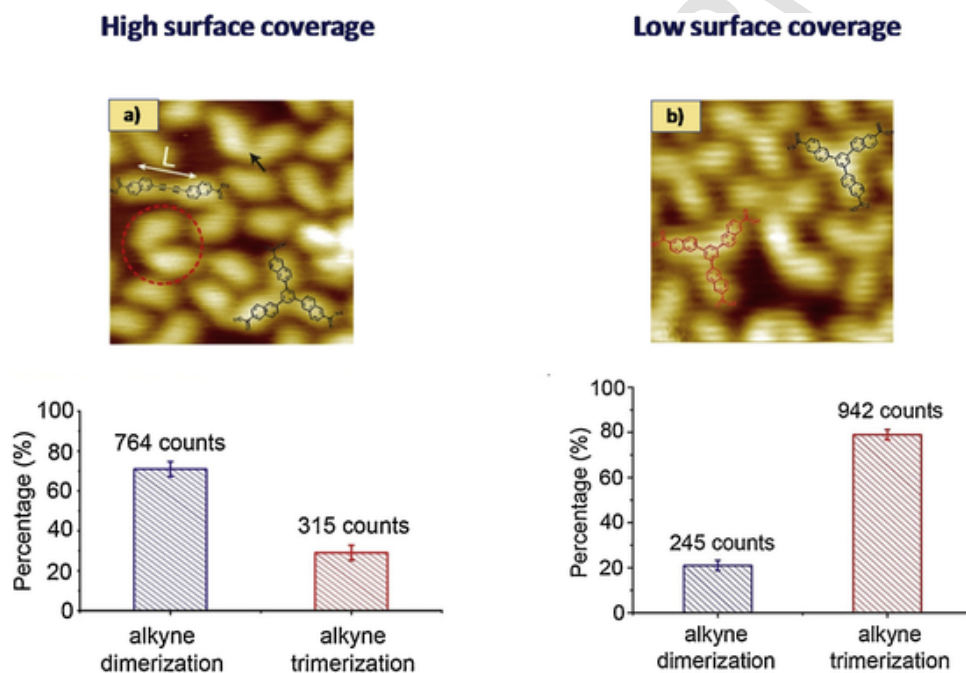 High surface coverage
Low surface coverage
a)
L
b)
100
80
60
40
20
0
Percentage (%)
764 counts
315 counts
alkyne
dimerization
alkyne
trimerization
100
80
60
40
20
0
Percentage (%)
245 counts
942 counts
alkyne
dimerization
alkyne
trimerization